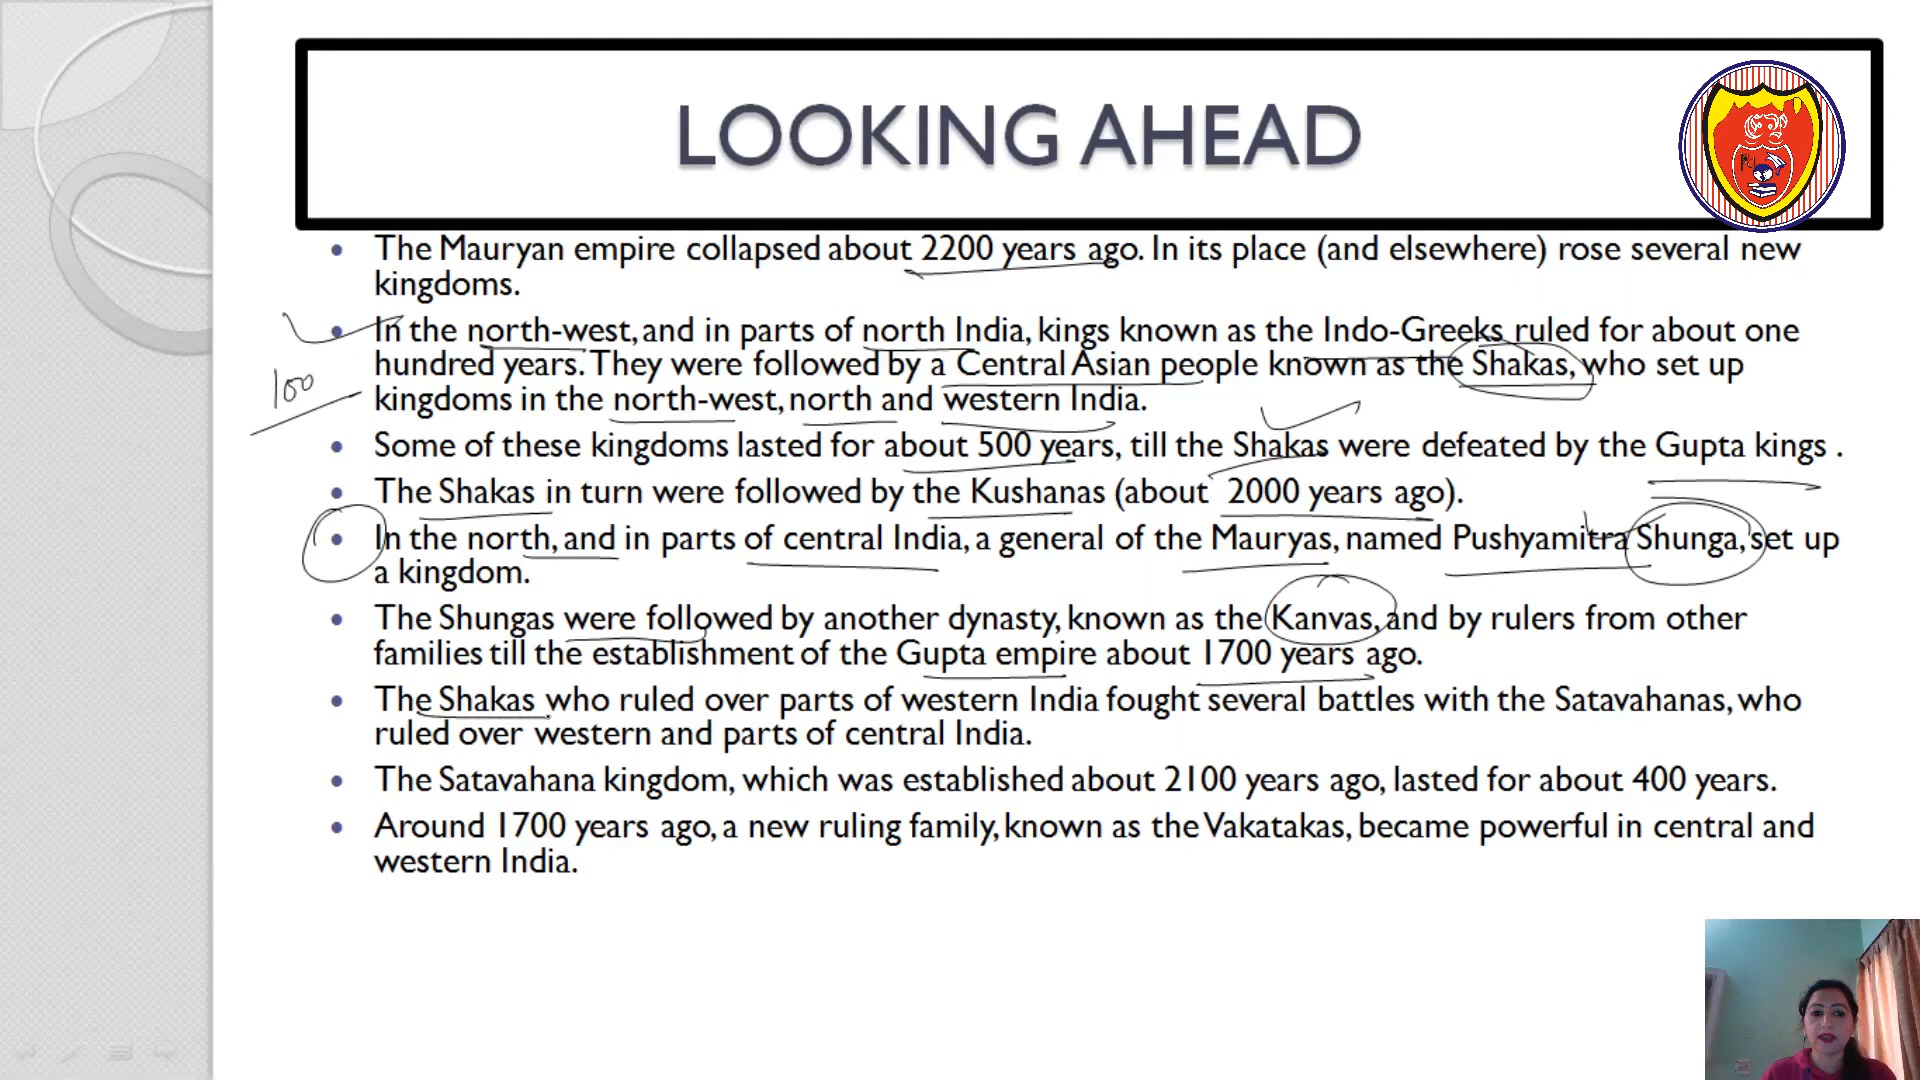 LOOKING AHEAD
The Mauryan empire collapsed about 2200 years ago. In its place (and elsewhere) rose several new
kingdoms.
In the north-west, and in parts of north India, kings known as the Indo-Greeks ruled for about one
hundred years. They were followed by a Central Asian people known as the Shakas, who set up
100
kingdoms in the north-west, north and western India.
Some of these kingdoms lasted for about 500 years, till the Shakas were defeated by the Gupta kings .
The Shakas in turn were followed by the Kushanas (about 2000 years ago).
In the north, and in parts of central India, a general of the Mauryas, named Pushyamitra Shunga, set up
a kingdom.
The Shungas were followed by another dynasty, known as the Kanvas, and by rulers from other
families till the establishment of the Gupta empire about 1700 years ago.
The Shakas who ruled over parts of western India fought several battles with the Satavahanas, who
ruled over western and parts of central India.
The Satavahana kingdom, which was established about 2100 years ago, lasted for about 400 years.
Around 1700 years ago, a new ruling family, known as the Vakatakas, became powerful in central and
western India.